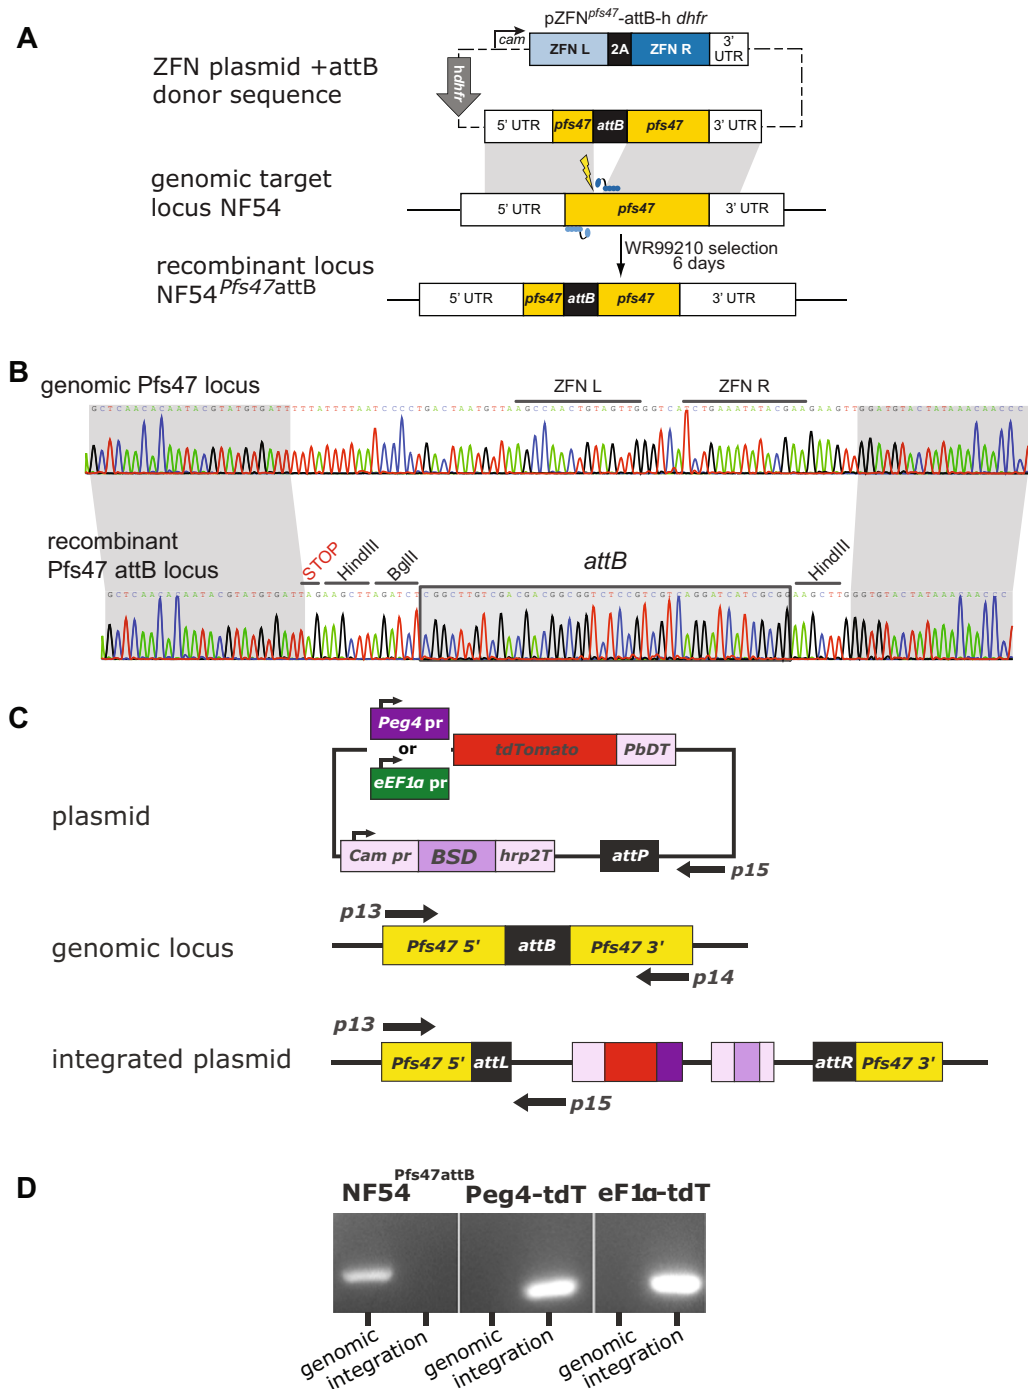 A
pZFNpfs47-attB-h dhfr
cam
ZFN L
2A
ZFN R
3' UTR
ZFN plasmid +attB donor sequence
hdhfr
5' UTR
pfs47
attB
pfs47
3' UTR
genomic target locus NF54
5' UTR
pfs47
3' UTR
WR99210 selection 6 days
recombinant locus NF54Pfs47attB
5' UTR
pfs47
attB
pfs47
3' UTR
B
genomic Pfs47 locus
ZFN L
ZFN R
GCTCAACACAATACGTATGTGATTTTTATTTTAATCCCCTGACTAATGTTAAGCCAACTGTAGTTGGGTCATCTGAAATATACGAAGAAGTTGGATGTACTATAAACAACCC
recombinant Pfs47 attB locus
STOP
HindIII
BglII
attB
HindIII
GCTCAACACAATACGTATGTGATTAGAAGCTTAGATCTCGGCTTGTCGACGACGGCGGTCTCCGTCGTCAGGATCATCGCGGAAGCTTGGGTGTACTATAAACAACCC
C
Peg4 pr
or
eEF1α pr
tdTomato
PbDT
plasmid
Cam pr
BSD
hrp2T
attP
p15
p13
genomic locus
Pfs47 5'
attB
Pfs47 3'
p14
p13
integrated plasmid
Pfs47 5'
attL
attR
Pfs47 3'
p15
D
NF54Pfs47attB
Peg4-tdT
eF1α-tdT
genomic
integration
genomic
integration
genomic
integration